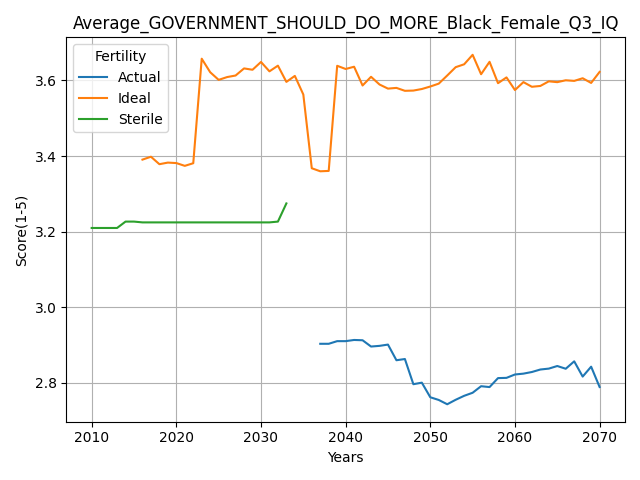 Average_GOVERNMENT_SHOULD_DO_MORE_Black_Female_Q3_IQ
Fertility
Actual
Ideal
Sterile
Score(1-5)
3.6
3.4
3.2
3.0
2.8
2010 2020 2030 2040 2050 2060 2070
Years